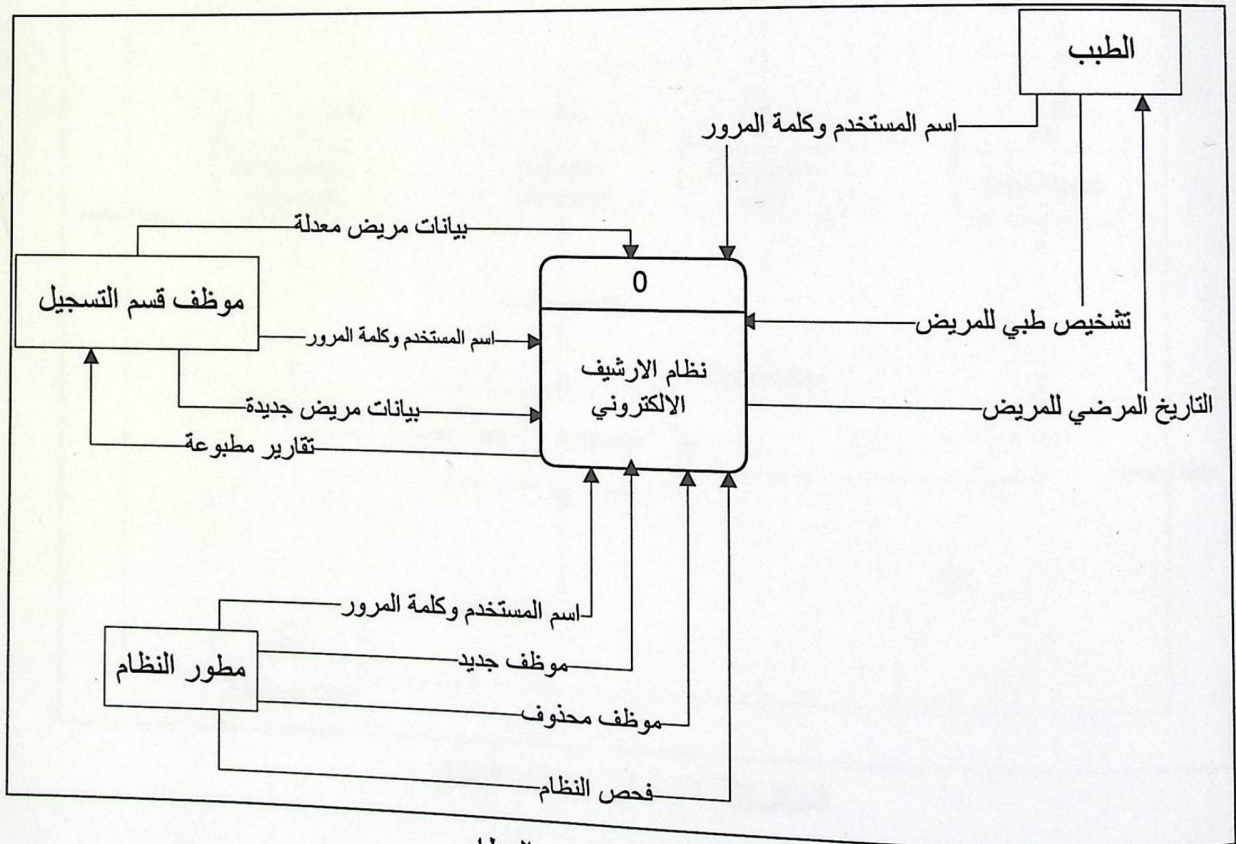 الطبب
اسم المستخدم وكلمة المرور
بيانات مريض معدلة
0
موظف قسم التسجيل
تشخيص طبي للمريض
اسم المستخدم وكلمة المرور
نظام الارشيف
الالكتروني
بيانات مريض جديدة
التاريخ المرضي للمريض
تقارير مطبوعة
اسم المستخدم وكلمة المرور
مطور النظام
موظف جديد
موظف محذوف
فحص النظام